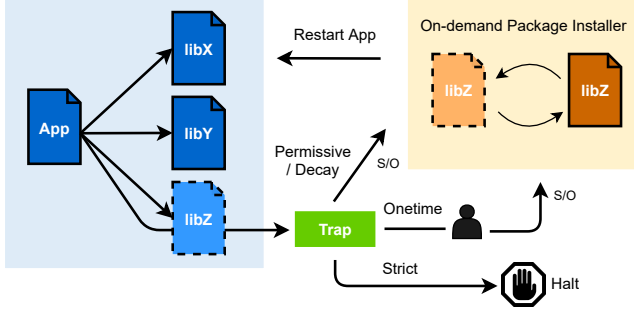 On-demand Package Installer
Restart App
libX
libZ
libZ
App
libY
Permissive
/ Decay
S/O
libZ
Onetime
S/O
Trap
Strict
Halt